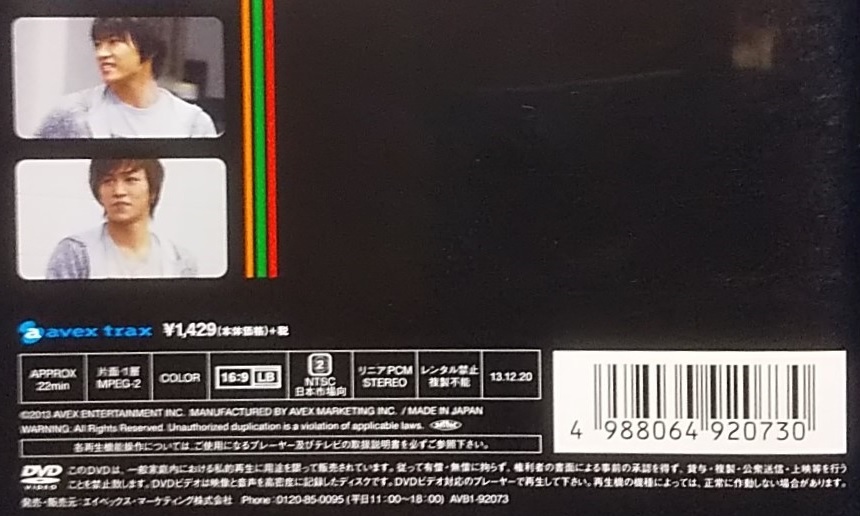 avex trax ¥1,429(本体価格)+税
APPROX 22min 片面・1層 MPEG-2 COLOR 16:9 LB 2 NTSC 日本市場向 リニアPCM STEREO レンタル禁止 複製不能 13.12.20
©2013 AVEX ENTERTAINMENT INC. MANUFACTURED BY AVEX MARKETING INC. / MADE IN JAPAN
WARNING: All Rights Reserved. Unauthorized duplication is a violation of applicable laws.
各再生機能操作については、ご使用になるプレーヤー及びテレビの取扱説明書を必ずご参照下さい。
4 988064 920730
DVD VIDEO このDVDは、一般家庭内における私的再生に用途を限って販売されています。従って有償・無償に拘らず、権利者の書面による事前の承認を得ず、貸与・複製・公衆送信・上映等を行う
ことを禁止致します。DVDビデオは映像と音声を高密度に記録したディスクです。DVDビデオ対応のプレーヤーで再生して下さい。再生機の機種によっては、正常に作動しない場合があります。
発売・販売元:エイベックス・マーケティング株式会社 Phone:0120-85-0095 (平日11:00~18:00) AVB1-92073